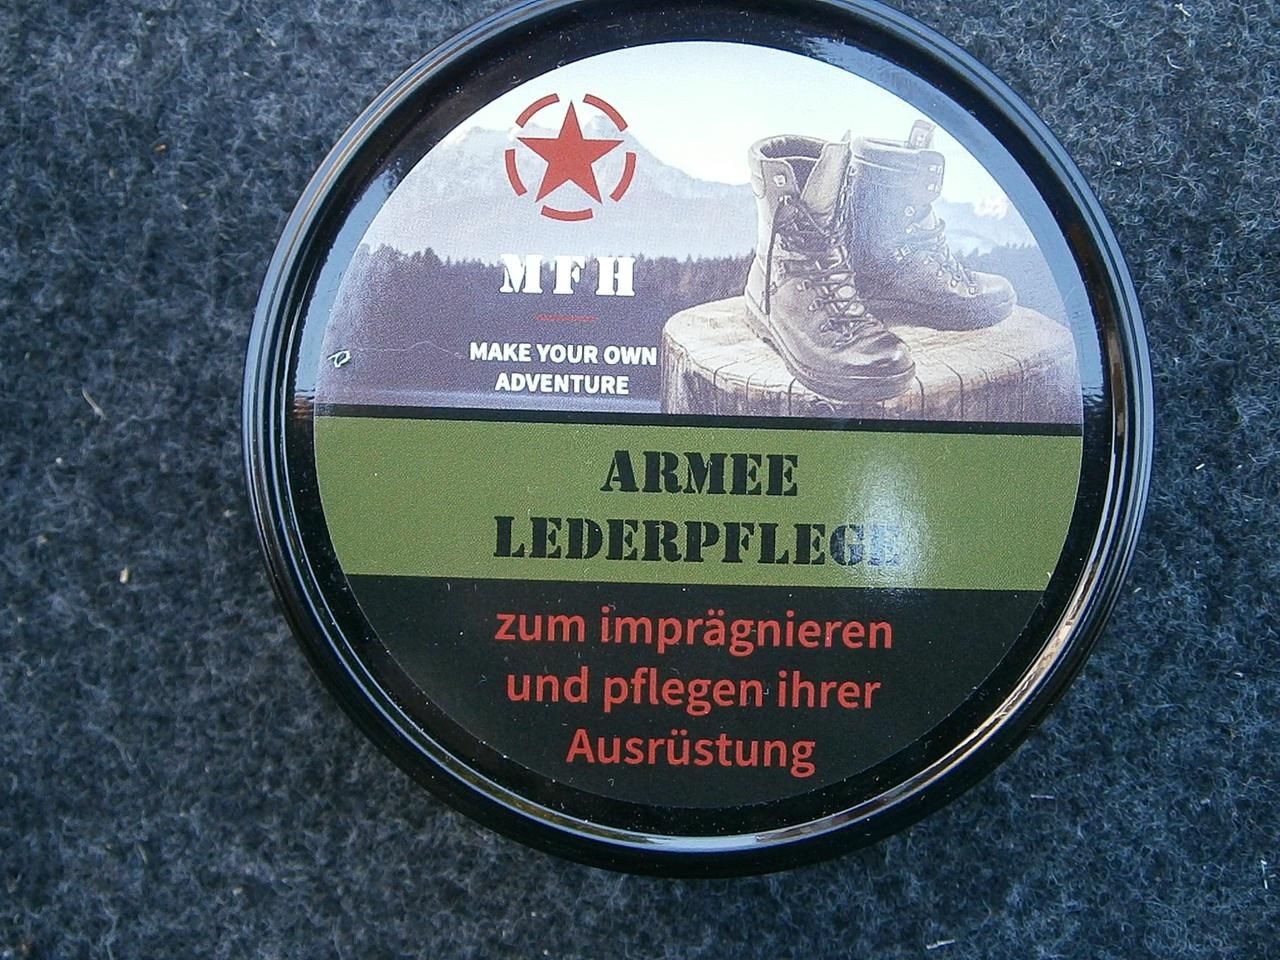 MFH
MAKE YOUR OWN
ADVENTURE
ARMEE
LEDERPFLEGE
zum imprägnieren
und pflegen ihrer
Ausrüstung